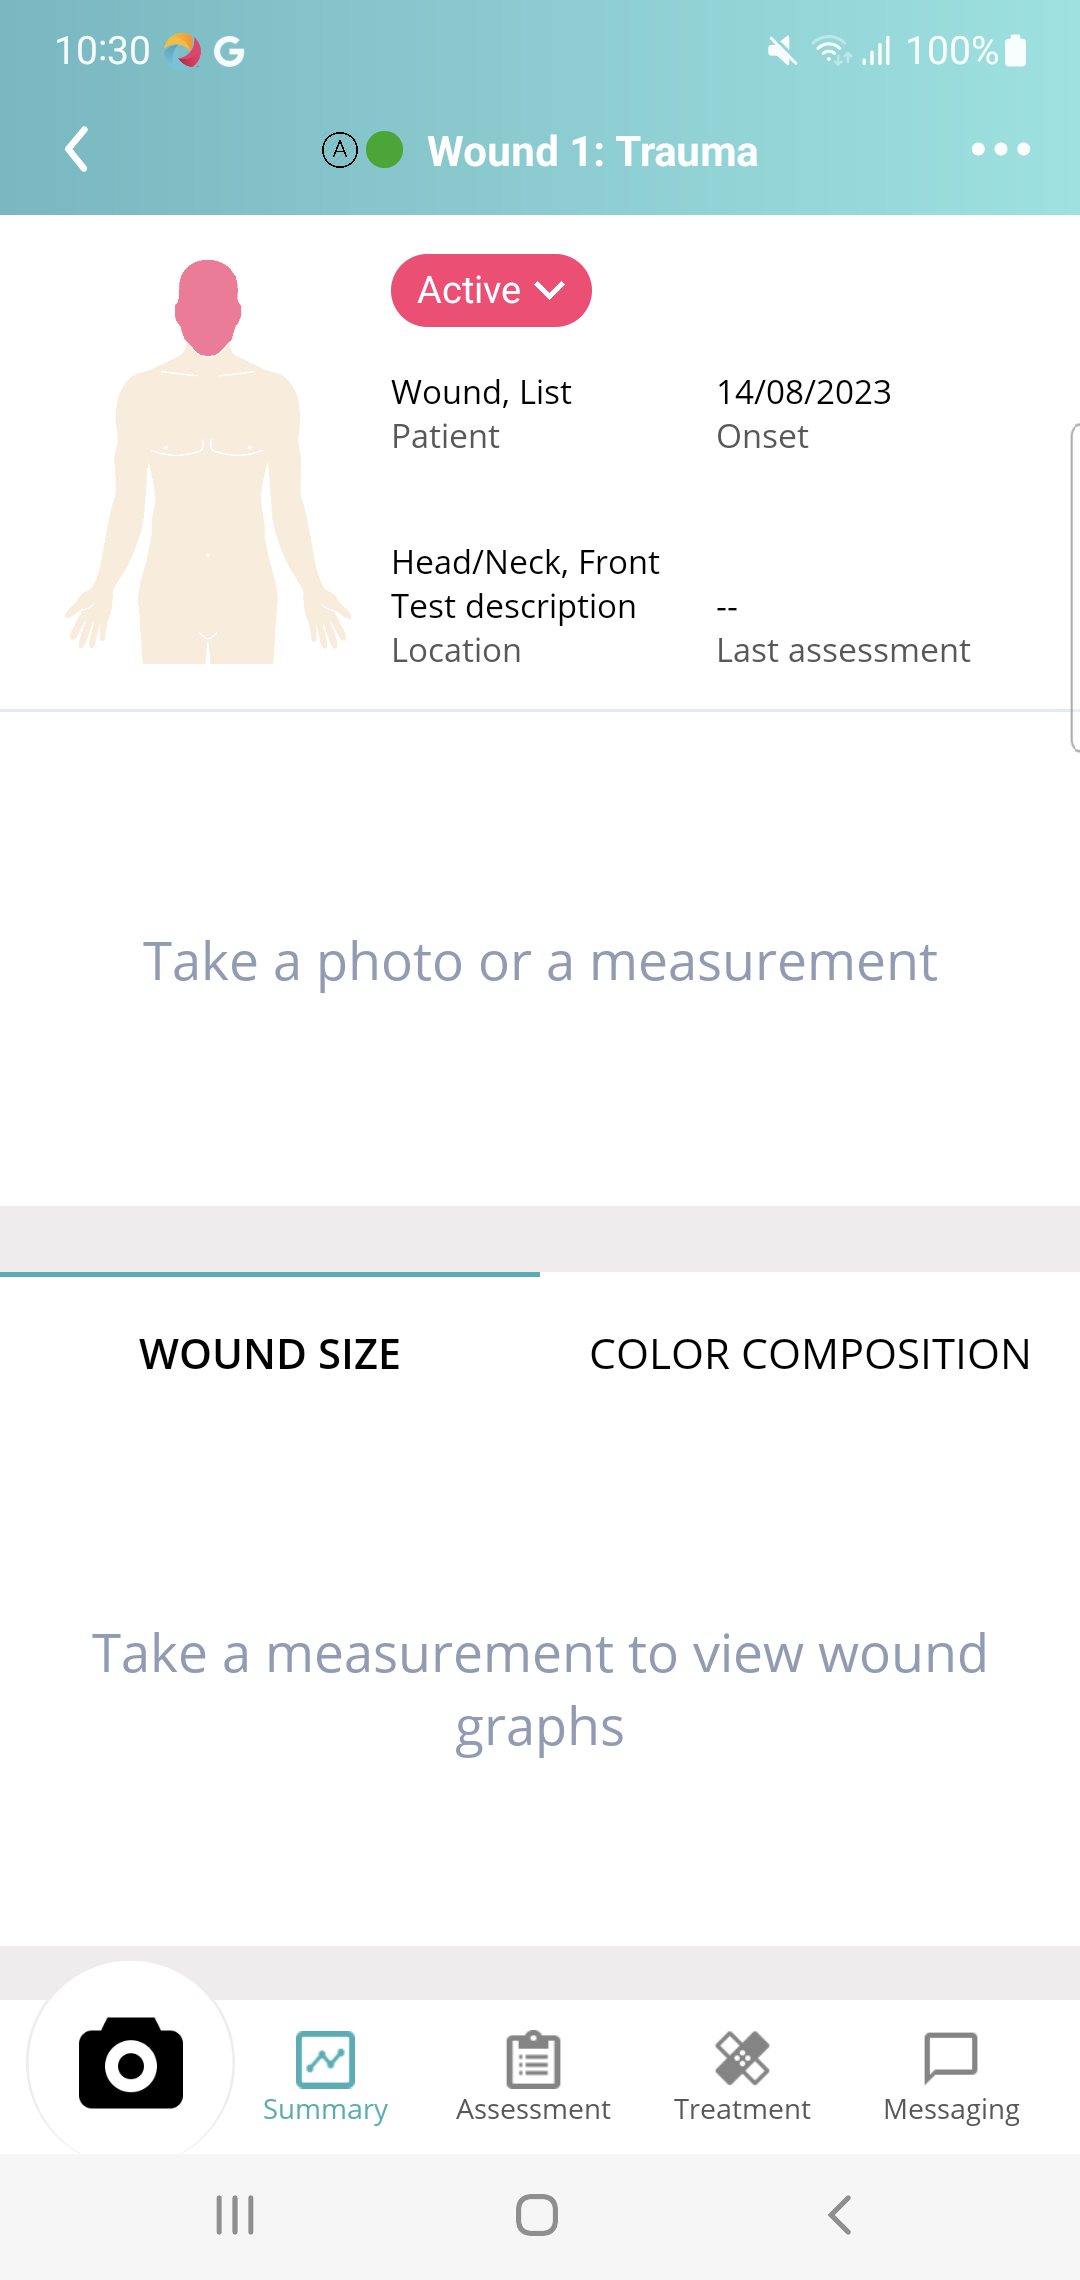 10:30 G 100%
A Wound 1: Trauma
Active
Wound, List 14/08/2023
Patient Onset
Head/Neck, Front
Test description --
Location Last assessment
Take a photo or a measurement
WOUND SIZE COLOR COMPOSITION
Take a measurement to view wound
graphs
Summary Assessment Treatment Messaging